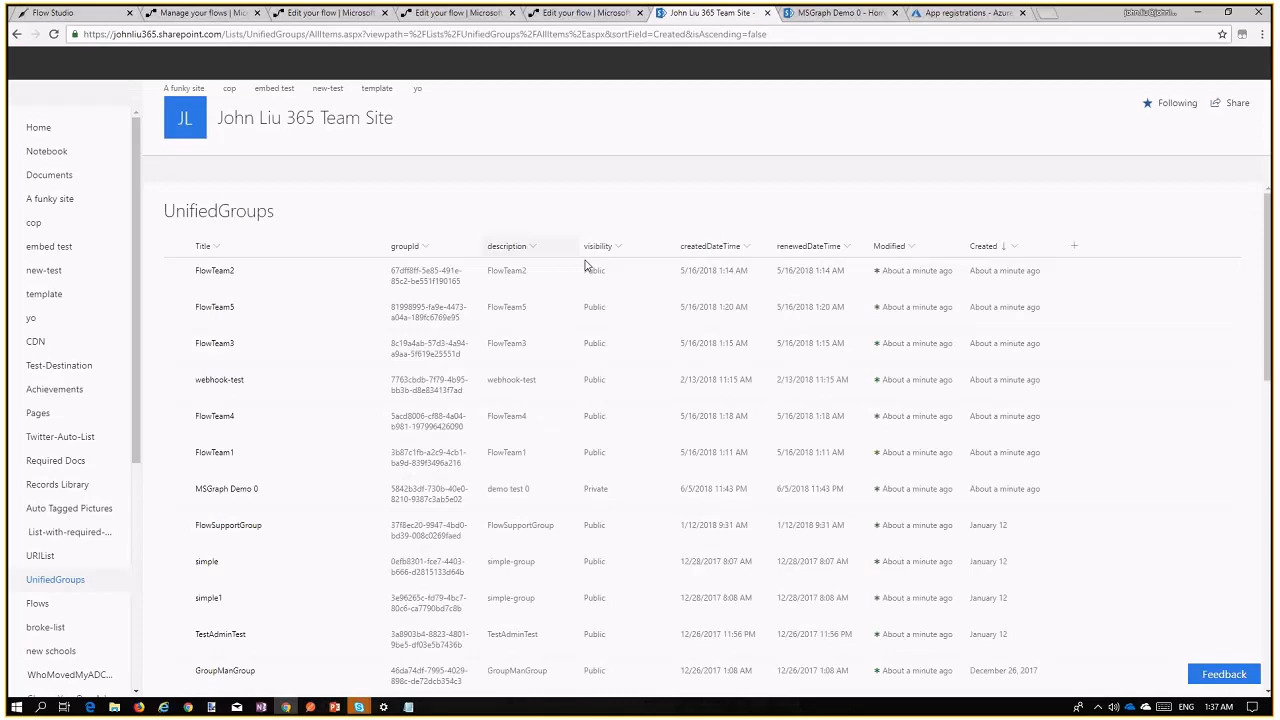 Flow Studio
Manage your flows | Micro
Edit your flow | Microsoft
Edit your flow | Microsoft
Edit your flow | Microsoft
John Liu 365 Team Site -
MSGraph Demo 0 - Hom
App registrations - Azure
https://johnliu365.sharepoint.com/Lists/UnifiedGroups/AllItems.aspx?viewpath=%2FLists%2FUnifiedGroups%2FAllItems%2Easpx&sortField=Created&isAscending=false
A funky site cop embed test new-test template yo
JL
John Liu 365 Team Site
Following
Share
Home
Notebook
Documents
A funky site
cop
embed test
new-test
template
yo
CDN
Test-Destination
Achievements
Pages
Twitter-Auto-List
Required Docs
Records Library
Auto Tagged Pictures
List-with-required-...
URIList
UnifiedGroups
Flows
broke-list
new schools
WhoMovedMyADC...
UnifiedGroups
Title groupId description visibility createdDateTime renewedDateTime Modified Created
FlowTeam2 67dff8ff-5e85-491e- FlowTeam2 Public 5/16/2018 1:14 AM 5/16/2018 1:14 AM About a minute ago About a minute ago
85c2-be551f190165
FlowTeam5 81998995-fa9e-4473- FlowTeam5 Public 5/16/2018 1:20 AM 5/16/2018 1:20 AM About a minute ago About a minute ago
a04a-189fc6769e95
FlowTeam3 8c19a4ab-57d3-4a94- FlowTeam3 Public 5/16/2018 1:15 AM 5/16/2018 1:15 AM About a minute ago About a minute ago
a9aa-5f619e25551d
webhook-test 7763cbdb-7f79-4b95- webhook-test Public 2/13/2018 11:15 AM 2/13/2018 11:15 AM About a minute ago About a minute ago
bb3b-d8e83413f7ad
FlowTeam4 5acd8006-cf88-4a04- FlowTeam4 Public 5/16/2018 1:18 AM 5/16/2018 1:18 AM About a minute ago About a minute ago
b981-197996426090
FlowTeam1 3b87c1fb-a2c9-4cb1- FlowTeam1 Public 5/16/2018 1:11 AM 5/16/2018 1:11 AM About a minute ago About a minute ago
ba9d-839f3496a216
MSGraph Demo 0 5842b3df-730b-40e0- demo test 0 Private 6/5/2018 11:43 PM 6/5/2018 11:43 PM About a minute ago About a minute ago
8210-9387c3ab5e02
FlowSupportGroup 37f8ec20-9947-4bd0- FlowSupportGroup Public 1/12/2018 9:31 AM 1/12/2018 9:31 AM About a minute ago January 12
bd39-008c0269faed
simple 0efb8301-fce7-4403- simple-group Public 12/28/2017 8:07 AM 12/28/2017 8:07 AM About a minute ago January 12
b666-d2815133d64b
simple1 3e96265c-fd79-4bc7- simple-group Public 12/28/2017 8:08 AM 12/28/2017 8:08 AM About a minute ago January 12
80c6-ca7790bd7c8b
TestAdminTest 3a8903b4-8823-4801- TestAdminTest Public 12/26/2017 11:56 PM 12/26/2017 11:56 PM About a minute ago January 12
9be5-df03e5b7436b
GroupManGroup 46da74df-7995-4029- GroupManGroup Public 12/26/2017 1:08 AM 12/26/2017 1:08 AM About a minute ago December 26, 2017
898c-de72dcb354c3
Feedback
ENG 1:37 AM